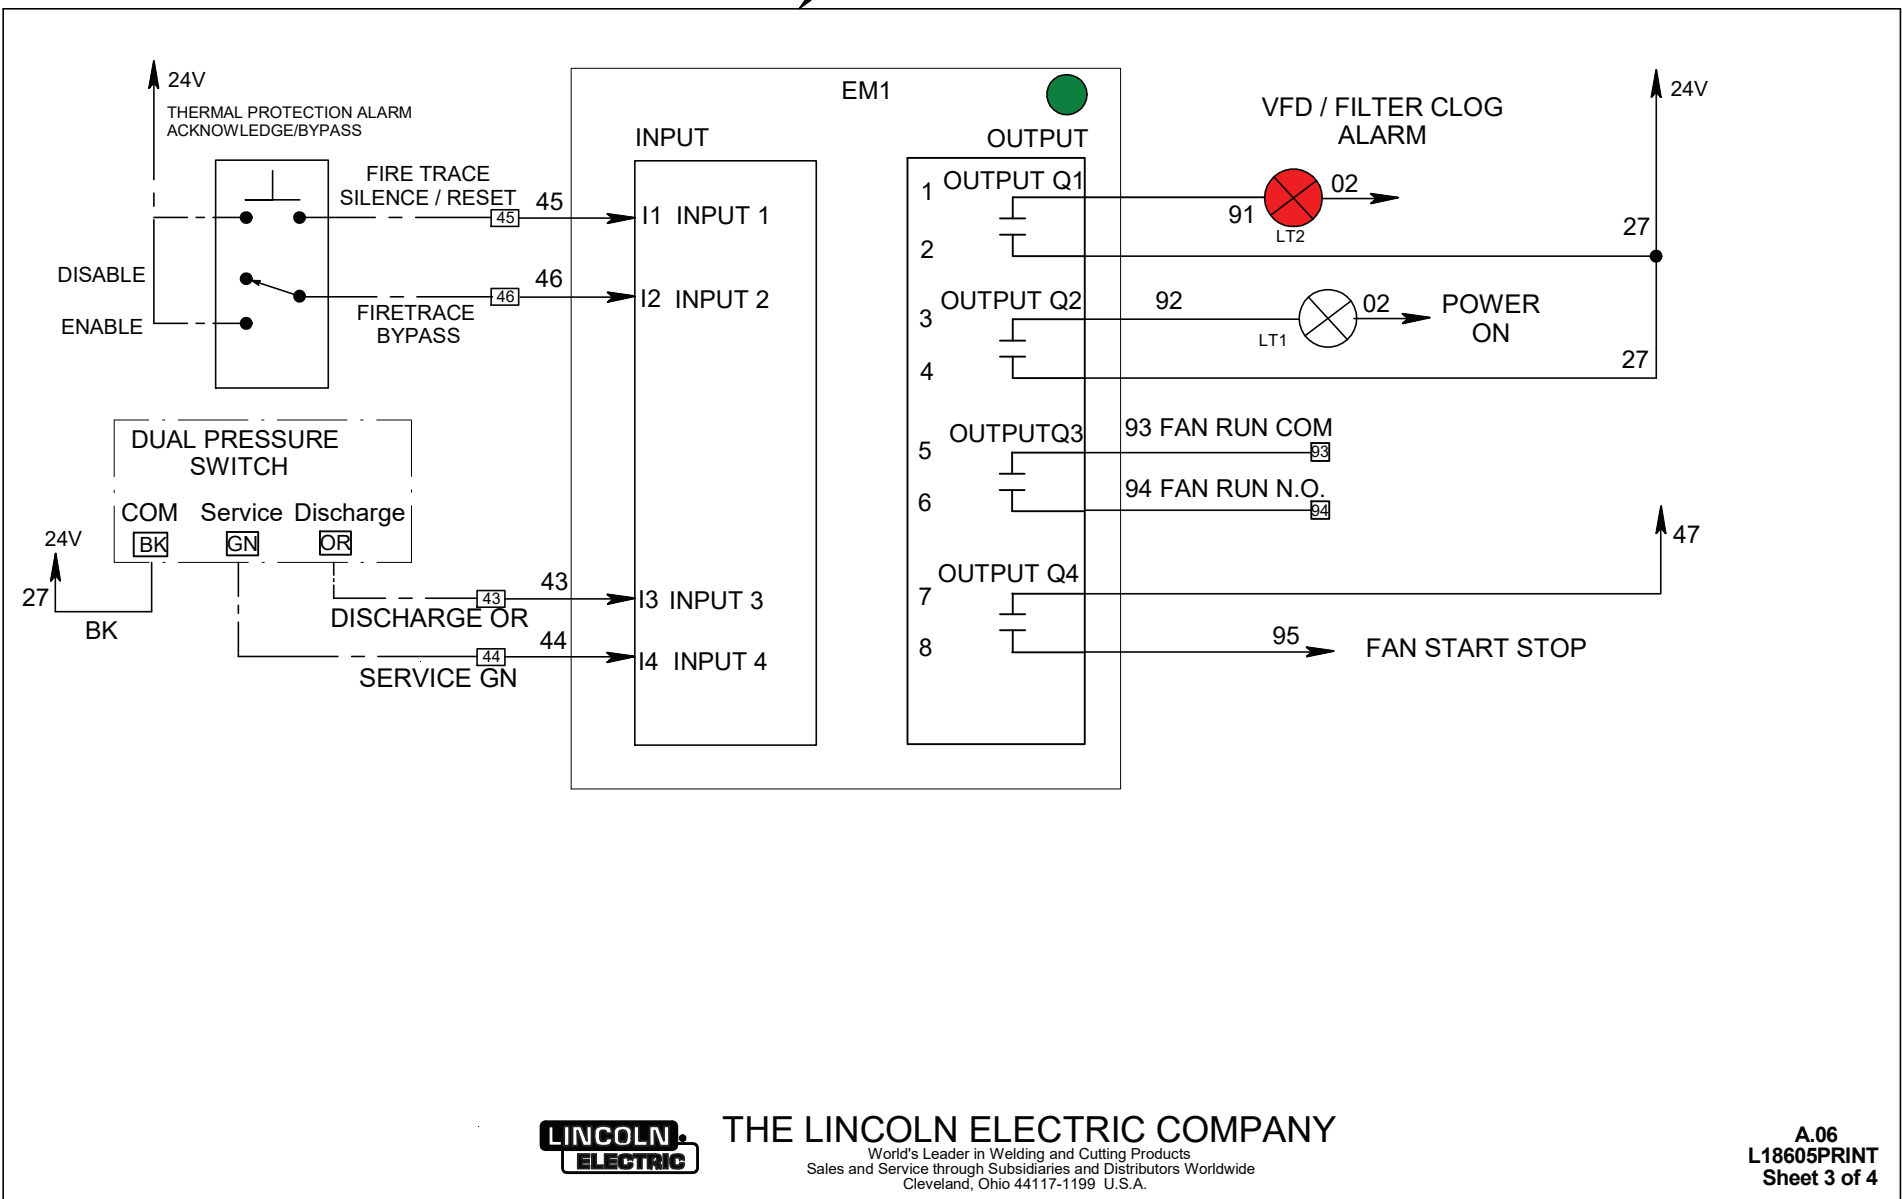 24V
THERMAL PROTECTION ALARM
ACKNOWLEDGE/BYPASS
FIRE TRACE
SILENCE / RESET
45
45
DISABLE
ENABLE
46
46
FIRETRACE
BYPASS
DUAL PRESSURE
SWITCH
COM Service Discharge
BK GN OR
24V
27
BK
43
43
DISCHARGE OR
44
44
SERVICE GN
EM1
INPUT
I1 INPUT 1
I2 INPUT 2
I3 INPUT 3
I4 INPUT 4
OUTPUT
1 OUTPUT Q1
2
3 OUTPUT Q2
4
5 OUTPUTQ3
6
7 OUTPUT Q4
8
VFD / FILTER CLOG
ALARM
24V
91
LT2
02
27
92
LT1
02
POWER
ON
27
93 FAN RUN COM
93
94 FAN RUN N.O.
94
47
95
FAN START STOP
LINCOLN
ELECTRIC
THE LINCOLN ELECTRIC COMPANY
World's Leader in Welding and Cutting Products
Sales and Service through Subsidiaries and Distributors Worldwide
Cleveland, Ohio 44117-1199 U.S.A.
A.06
L18605PRINT
Sheet 3 of 4